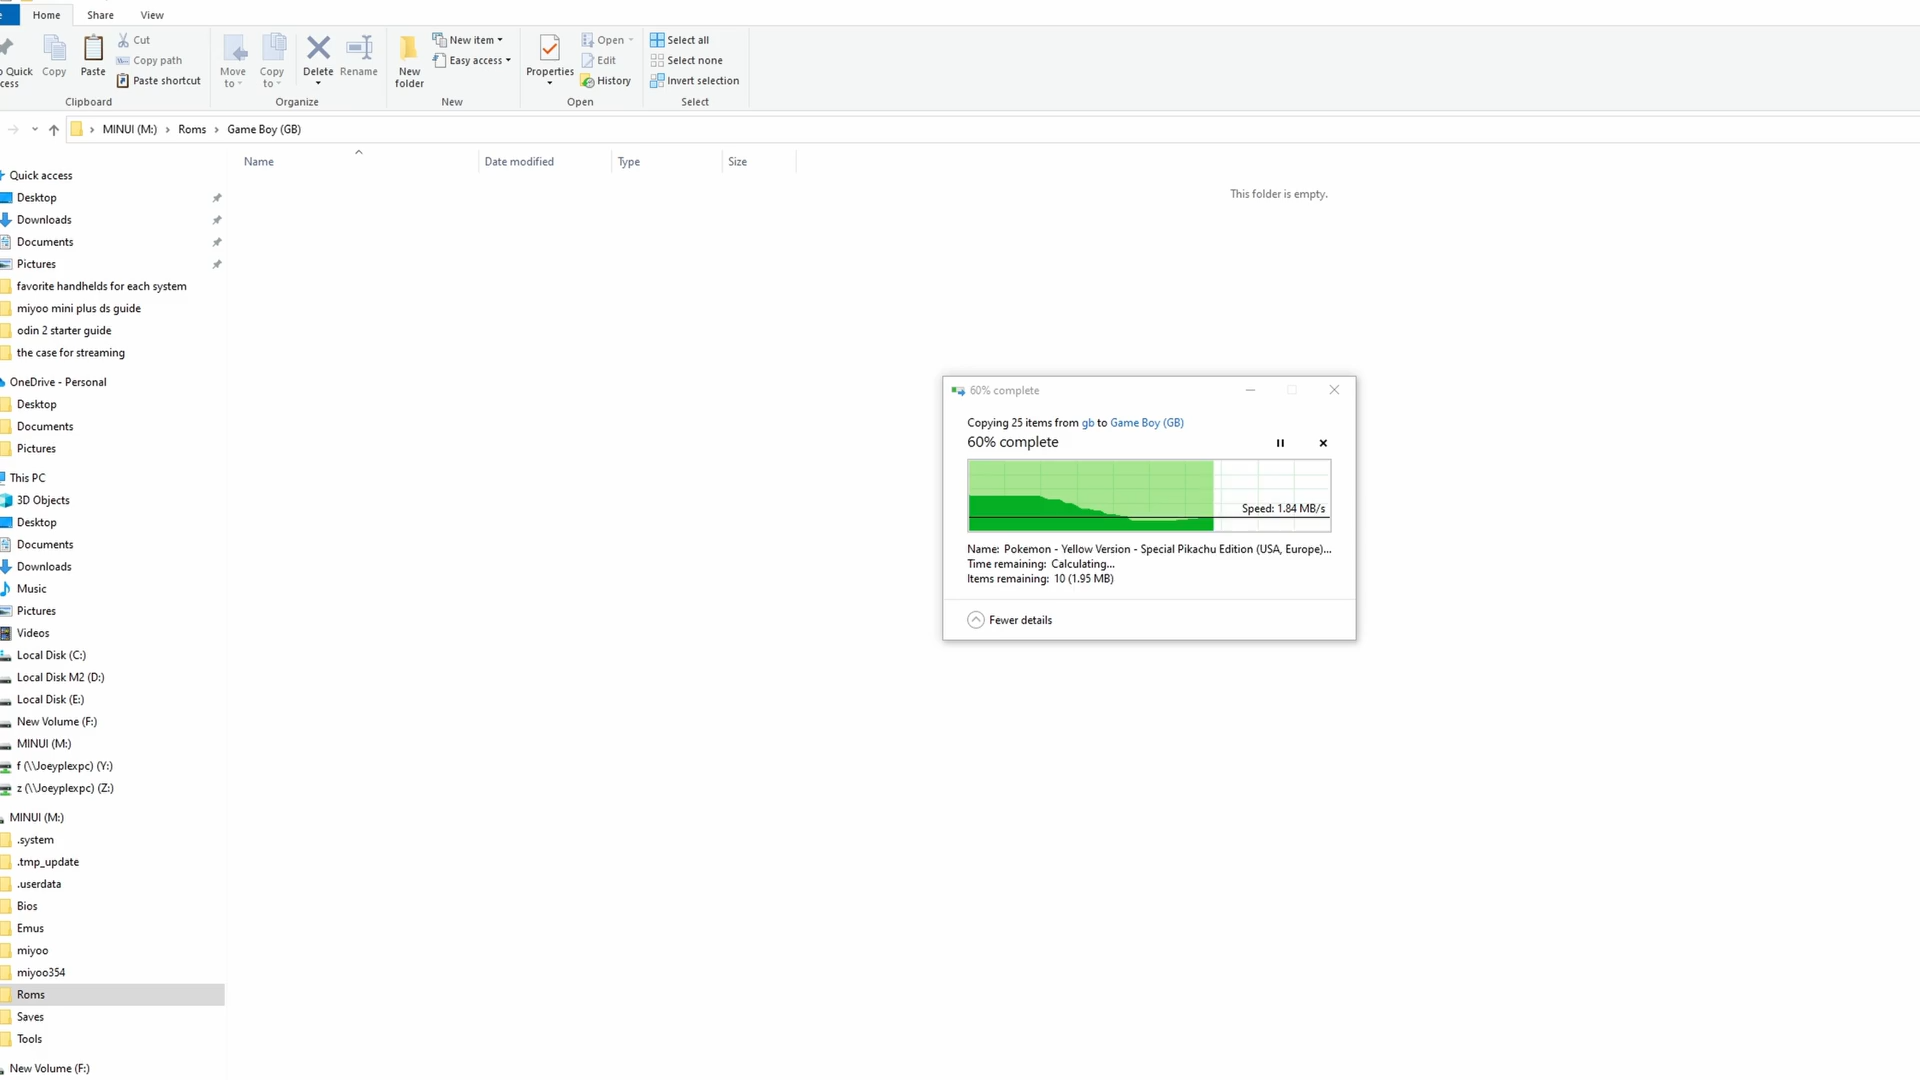 Home Share View
Cut
Copy path
Paste shortcut
Quick
cess
Copy
Paste
Clipboard
Move
to
Copy
to
Delete
Rename
Organize
New
folder
New item
Easy access
New
Properties
Open
Edit
History
Open
Select all
Select none
Invert selection
Select
MINUI (M:) › Roms › Game Boy (GB)
Name Date modified Type Size
This folder is empty.
Quick access
Desktop
Downloads
Documents
Pictures
favorite handhelds for each system
miyoo mini plus ds guide
odin 2 starter guide
the case for streaming
OneDrive - Personal
Desktop
Documents
Pictures
This PC
3D Objects
Desktop
Documents
Downloads
Music
Pictures
Videos
Local Disk (C:)
Local Disk M2 (D:)
Local Disk (E:)
New Volume (F:)
MINUI (M:)
f (\\Joeyplexpc) (Y:)
z (\\Joeyplexpc) (Z:)
MINUI (M:)
.system
.tmp_update
.userdata
Bios
Emus
miyoo
miyoo354
Roms
Saves
Tools
New Volume (F:)
60% complete
Copying 25 items from gb to Game Boy (GB)
60% complete
Speed: 1.84 MB/s
Name: Pokemon - Yellow Version - Special Pikachu Edition (USA, Europe)...
Time remaining: Calculating...
Items remaining: 10 (1.95 MB)
Fewer details